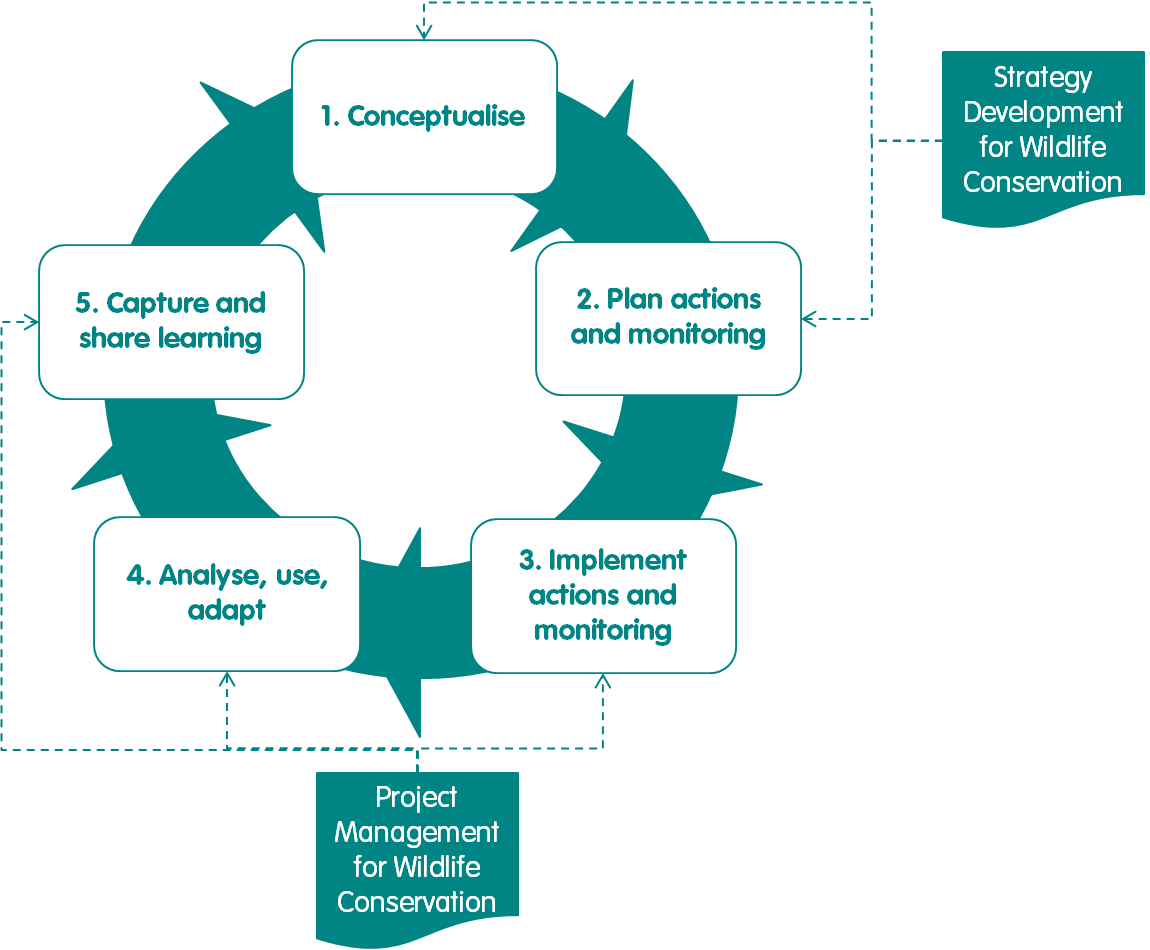 1. Conceptualise
Strategy
Development
for Wildlife
Conservation
2. Plan actions
and monitoring
5. Capture and
share learning
3. Implement
actions and
monitoring
4. Analyse, use,
adapt
Project
Management
for Wildlife
Conservation